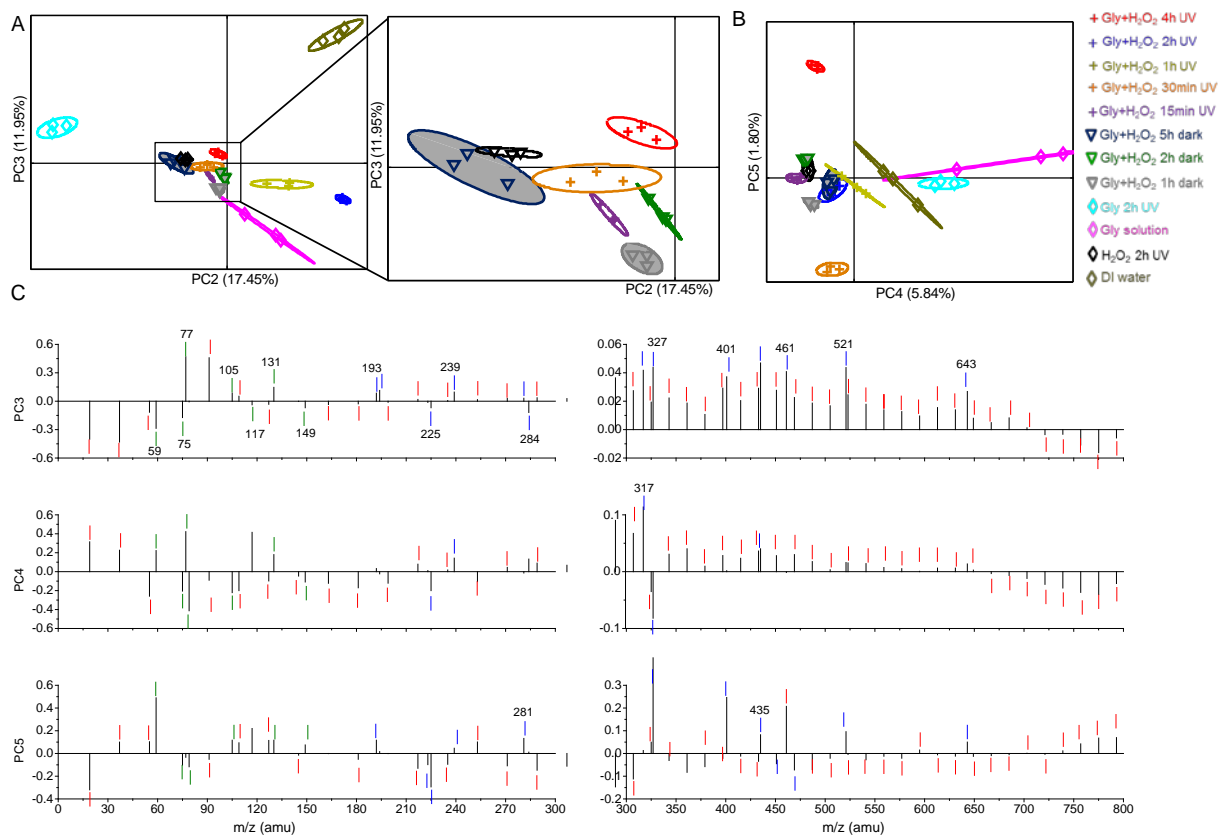 A
PC3 (11.95%)
PC2 (17.45%)
PC3 (11.95%)
PC2 (17.45%)
B
PC5 (1.80%)
PC4 (5.84%)
Gly+H₂O₂ 4h UV
Gly+H₂O₂ 2h UV
Gly+H₂O₂ 1h UV
Gly+H₂O₂ 30min UV
Gly+H₂O₂ 15min UV
Gly+H₂O₂ 5h dark
Gly+H₂O₂ 2h dark
Gly+H₂O₂ 1h dark
Gly 2h UV
Gly solution
H₂O₂ 2h UV
DI water
C
PC3
0.6
0.3
0.0
-0.3
-0.6
77
105
131
193
239
59
75
117
149
225
284
0.06
0.04
0.02
0.00
-0.02
327
401
461
521
643
PC4
0.6
0.4
0.2
0.0
-0.2
-0.4
-0.6
0.1
0.0
-0.1
317
PC5
0.6
0.4
0.2
0.0
-0.2
-0.4
281
0.3
0.2
0.1
0.0
-0.1
-0.2
435
0 30 60 90 120 150 180 210 240 270 300
m/z (amu)
300 350 400 450 500 550 600 650 700 750 800
m/z (amu)